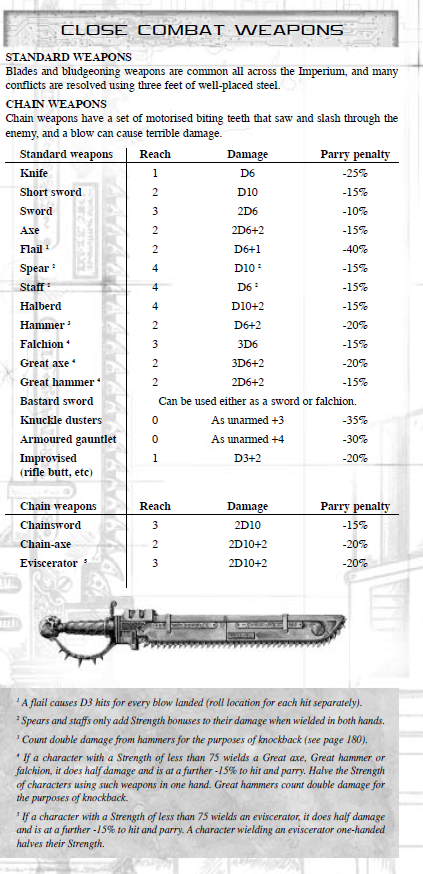 CLOSE COMBAT WEAPONS
STANDARD WEAPONS
Blades and bludgeoning weapons are common all across the Imperium, and many
conflicts are resolved using three feet of well-placed steel.
CHAIN WEAPONS
Chain weapons have a set of motorised biting teeth that saw and slash through the
enemy, and a blow can cause terrible damage.
Standard weapons Reach Damage Parry penalty
Knife 1 D6 -25%
Short sword 2 D10 -15%
Sword 3 2D6 -10%
Axe 2 2D6+2 -15%
Flail ¹ 2 D6+1 -40%
Spear ² 4 D10 ² -15%
Staff ² 4 D6 ² -15%
Halberd 4 D10+2 -15%
Hammer ³ 2 D6+2 -20%
Falchion ⁴ 3 3D6 -15%
Great axe ⁴ 2 3D6+2 -20%
Great hammer ⁴ 2 2D6+2 -15%
Bastard sword Can be used either as a sword or falchion.
Knuckle dusters 0 As unarmed +3 -35%
Armoured gauntlet 0 As unarmed +4 -30%
Improvised 1 D3+2 -20%
(rifle butt, etc)
Chain weapons Reach Damage Parry penalty
Chainsword 3 2D10 -15%
Chain-axe 2 2D10+2 -20%
Eviscerator ⁵ 3 2D10+2 -20%
¹ A flail causes D3 hits for every blow landed (roll location for each hit separately).
² Spears and staffs only add Strength bonuses to their damage when wielded in both hands.
³ Count double damage from hammers for the purposes of knockback (see page 180).
⁴ If a character with a Strength of less than 75 wields a Great axe, Great hammer or
falchion, it does half damage and is at a further -15% to hit and parry. Halve the Strength
of characters using such weapons in one hand. Great hammers count double damage for
the purposes of knockback.
⁵ If a character with a Strength of less than 75 wields an eviscerator, it does half damage
and is at a further -15% to hit and parry. A character wielding an eviscerator one-handed
halves their Strength.